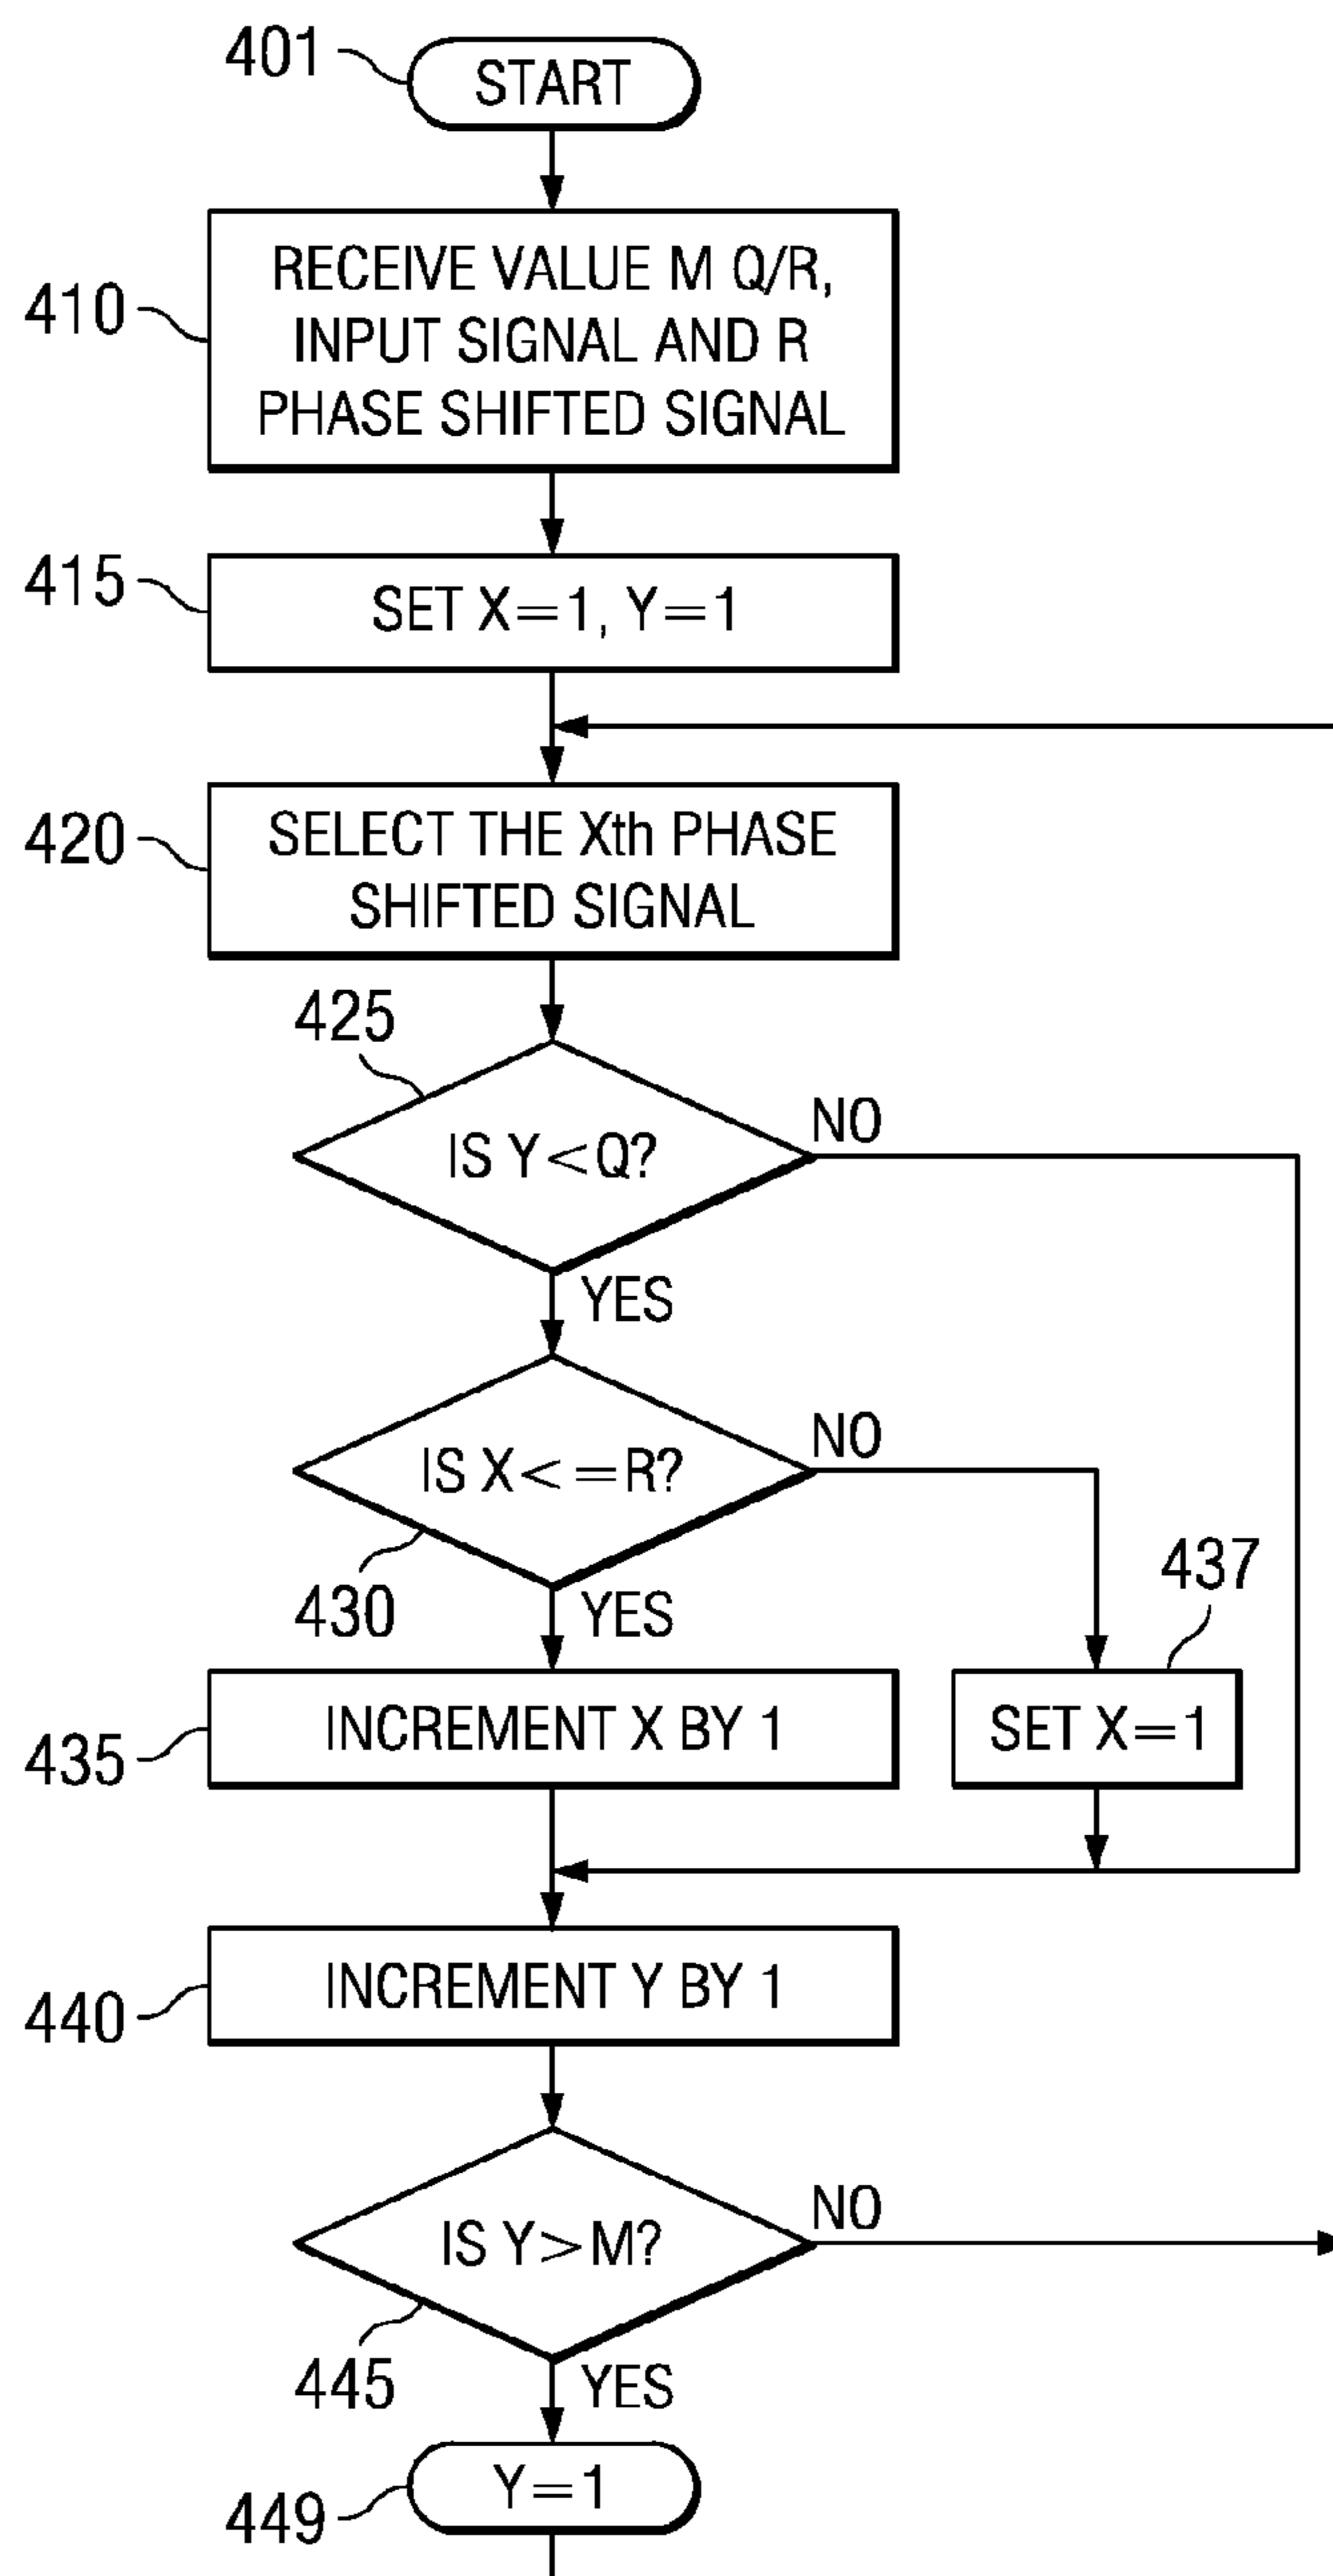 401
START
410
RECEIVE VALUE M Q/R,
INPUT SIGNAL AND R
PHASE SHIFTED SIGNAL
415
SET X=1, Y=1
420
SELECT THE Xth PHASE
SHIFTED SIGNAL
425
IS Y<Q?
NO
YES
IS X<=R?
NO
430
YES
437
435
INCREMENT X BY 1
SET X=1
440
INCREMENT Y BY 1
IS Y>M?
NO
445
YES
449
Y=1